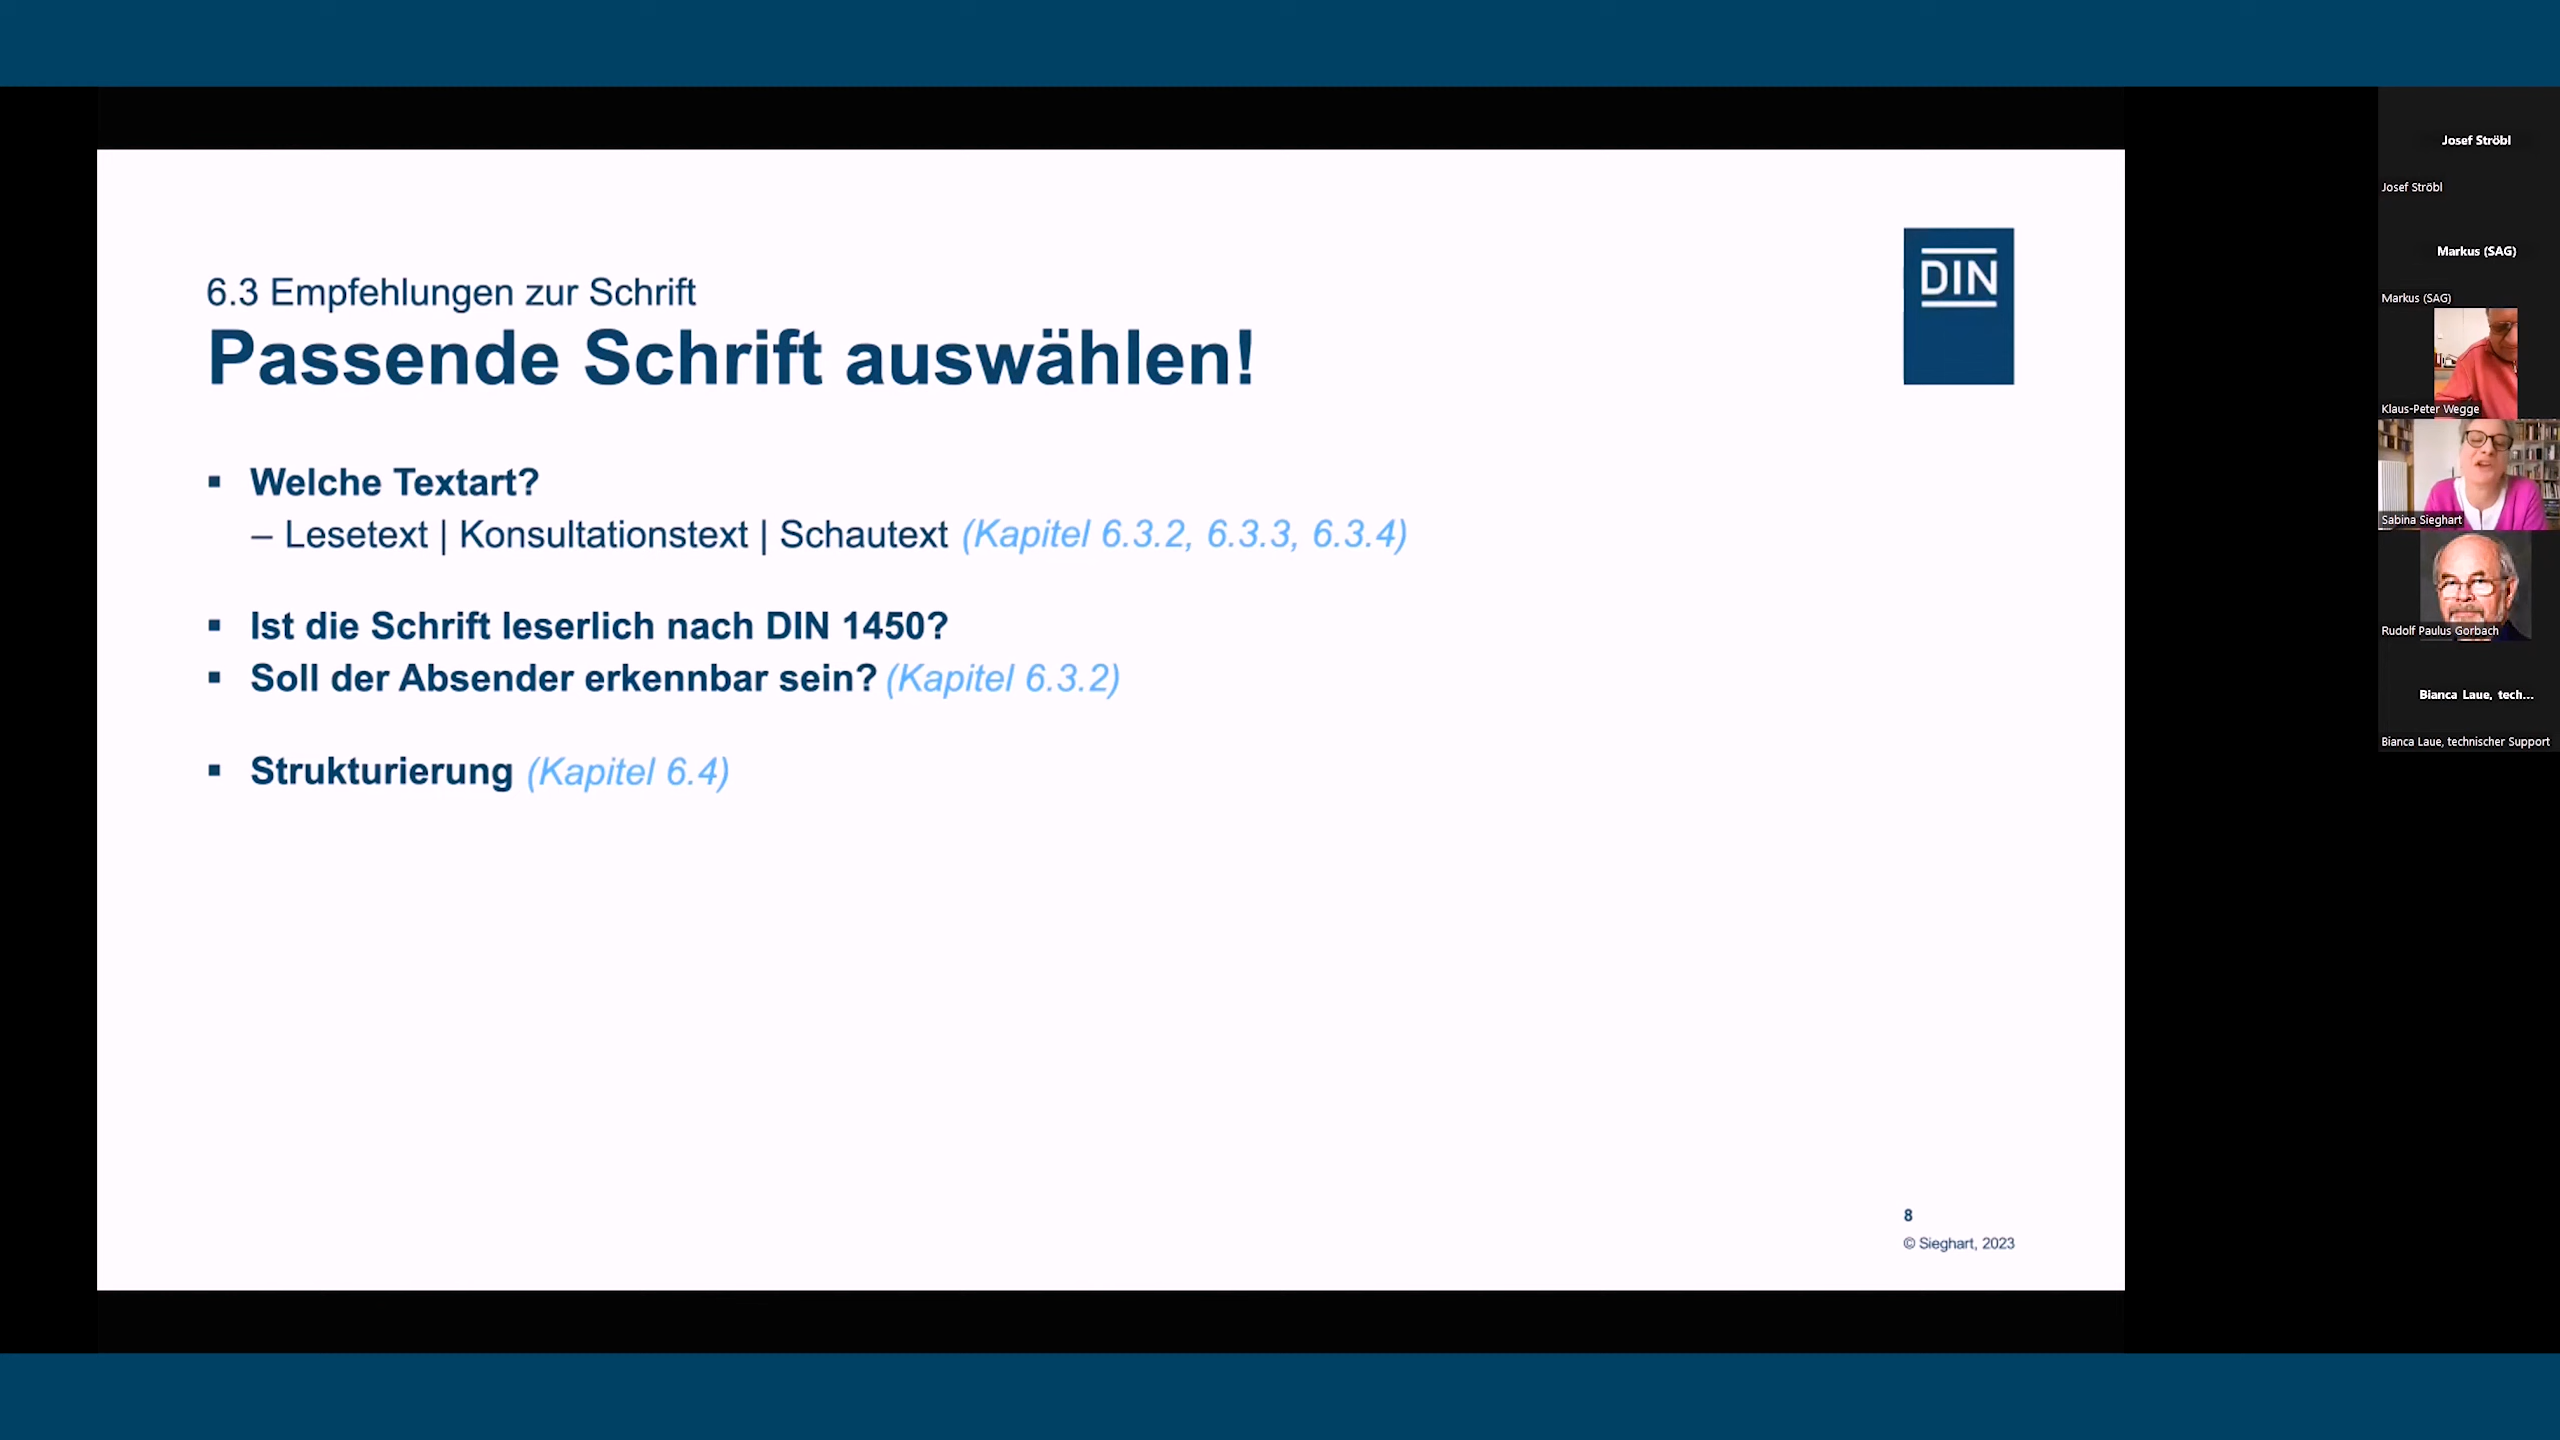 6.3 Empfehlungen zur Schrift
Passende Schrift auswählen!
DIN
▪ Welche Textart?
– Lesetext | Konsultationstext | Schautext (Kapitel 6.3.2, 6.3.3, 6.3.4)
▪ Ist die Schrift leserlich nach DIN 1450?
▪ Soll der Absender erkennbar sein? (Kapitel 6.3.2)
▪ Strukturierung (Kapitel 6.4)
8
© Sieghart, 2023
Josef Ströbl
Josef Ströbl
Markus (SAG)
Markus (SAG)
Klaus-Peter Wegge
Sabina Sieghart
Rudolf Paulus Gorbach
Bianca Laue, tech...
Bianca Laue, technischer Support